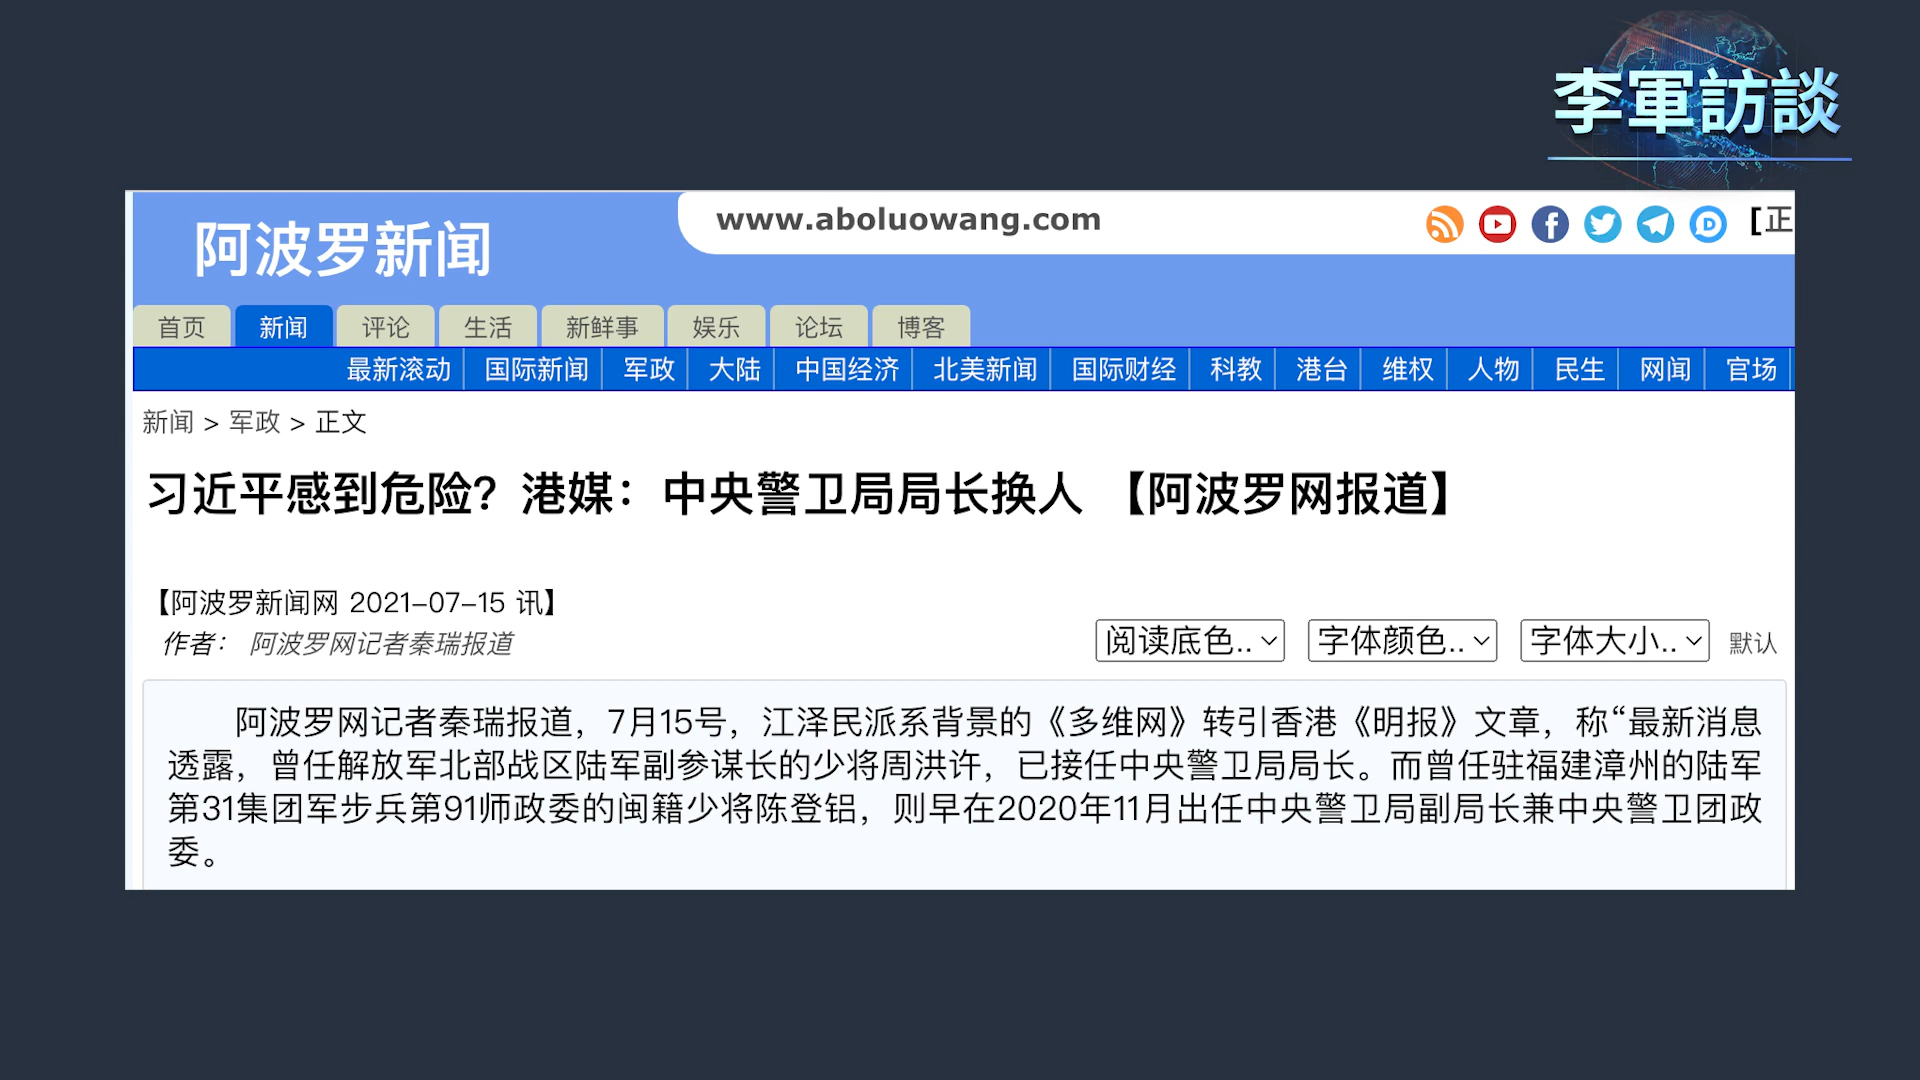 李軍訪談
阿波罗新闻
www.aboluowang.com
[正
首页 新闻 评论 生活 新鲜事 娱乐 论坛 博客
最新滚动 国际新闻 军政 大陆 中国经济 北美新闻 国际财经 科教 港台 维权 人物 民生 网闻 官场
新闻 > 军政 > 正文
习近平感到危险？港媒：中央警卫局局长换人 【阿波罗网报道】
【阿波罗新闻网 2021-07-15 讯】
作者： 阿波罗网记者秦瑞报道
阅读底色.. 字体颜色.. 字体大小.. 默认
阿波罗网记者秦瑞报道，7月15号，江泽民派系背景的《多维网》转引香港《明报》文章，称“最新消息
透露，曾任解放军北部战区陆军副参谋长的少将周洪许，已接任中央警卫局局长。而曾任驻福建漳州的陆军
第31集团军步兵第91师政委的闽籍少将陈登铝，则早在2020年11月出任中央警卫局副局长兼中央警卫团政
委。